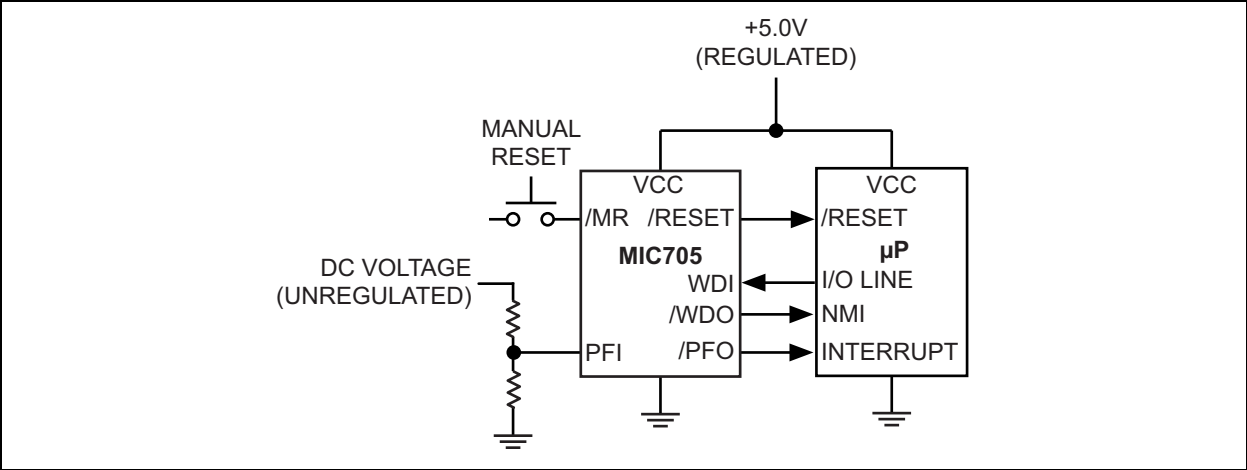 +5.0V
(REGULATED)
MANUAL
RESET
VCC
VCC
/MR
/RESET
/RESET
MIC705
µP
DC VOLTAGE
(UNREGULATED)
WDI
I/O LINE
/WDO
NMI
PFI
/PFO
INTERRUPT